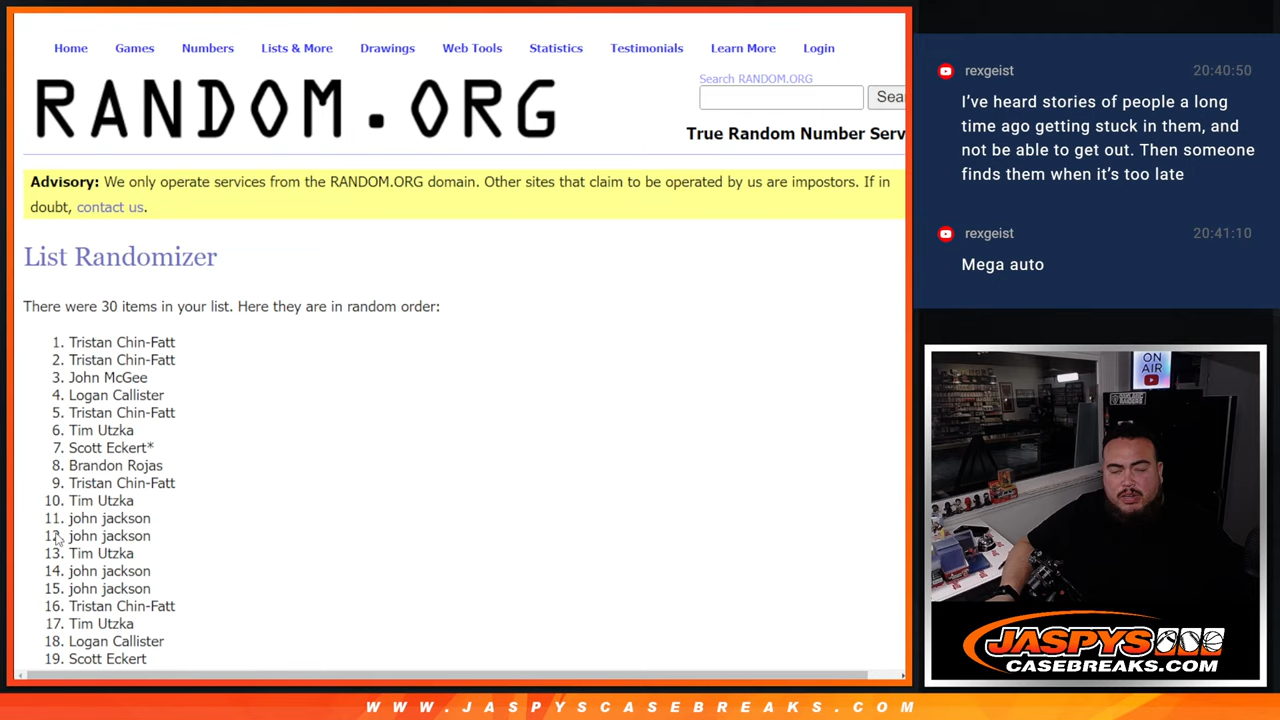 Home Games Numbers Lists & More Drawings Web Tools Statistics Testimonials Learn More Login
RANDOM.ORG
Search RANDOM.ORG
Sea
True Random Number Serv
Advisory: We only operate services from the RANDOM.ORG domain. Other sites that claim to be operated by us are impostors. If in
doubt, contact us.
List Randomizer
There were 30 items in your list. Here they are in random order:
1. Tristan Chin-Fatt
2. Tristan Chin-Fatt
3. John McGee
4. Logan Callister
5. Tristan Chin-Fatt
6. Tim Utzka
7. Scott Eckert*
8. Brandon Rojas
9. Tristan Chin-Fatt
10. Tim Utzka
11. john jackson
12. john jackson
13. Tim Utzka
14. john jackson
15. john jackson
16. Tristan Chin-Fatt
17. Tim Utzka
18. Logan Callister
19. Scott Eckert
rexgeist 20:40:50
I've heard stories of people a long
time ago getting stuck in them, and
not be able to get out. Then someone
finds them when it's too late
rexgeist 20:41:10
Mega auto
ON
AIR
JASPYS
CASEBREAKS.COM
WWW.JASPYSCASEBREAKS.COM